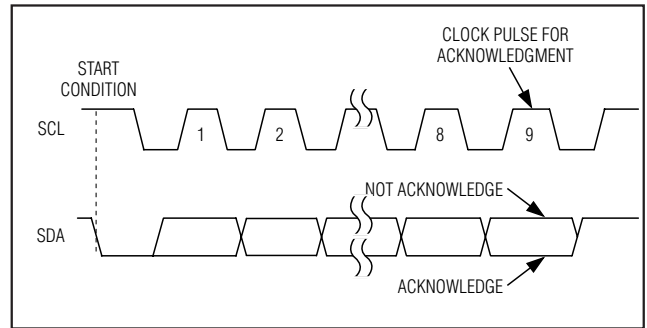 CLOCK PULSE FOR
ACKNOWLEDGMENT
START
CONDITION
SCL
1
2
8
9
NOT ACKNOWLEDGE
SDA
ACKNOWLEDGE